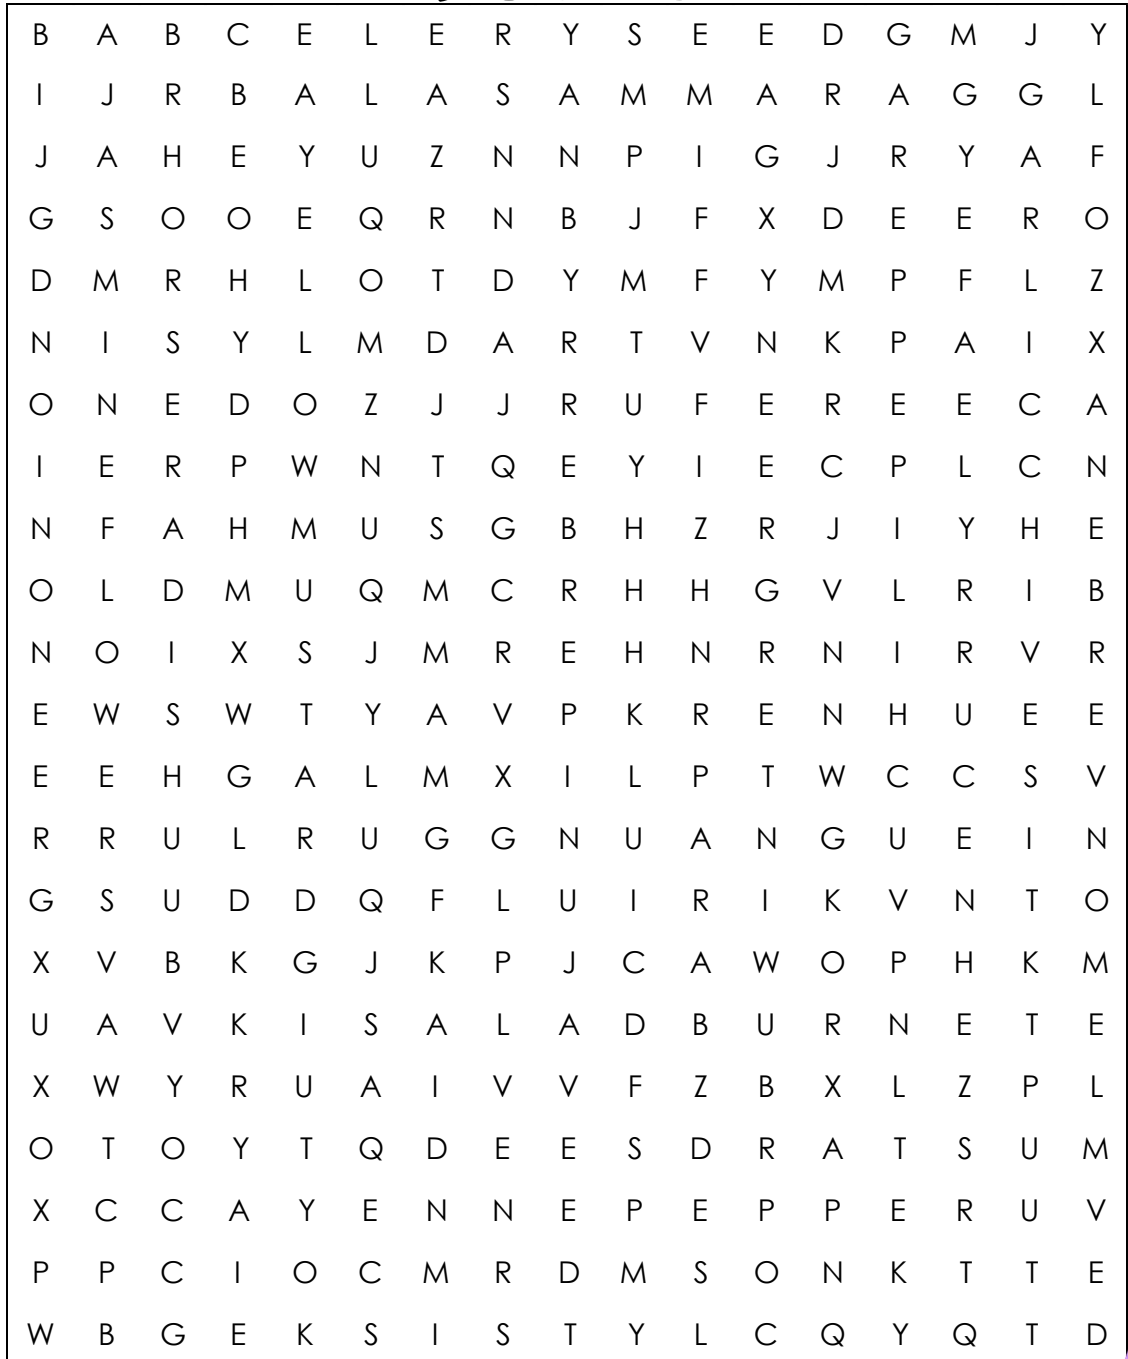 B A B C E L E R Y S E E D G M J Y
I J R B A L A S A M M A R A G G L
J A H E Y U Z N N P I G J R Y A F
G S O O E Q R N B J F X D E E R O
D M R H L O T D Y M F Y M P F L Z
N I S Y L M D A R T V N K P A I X
O N E D O Z J J R U F E R E E C A
I E R P W N T Q E Y I E C P L C N
N F A H M U S G B H Z R J I Y H E
O L D M U Q M C R H H G V L R I B
N O I X S J M R E H N R N I R V R
E W S W T Y A V P K R E N H U E E
E E H G A L M X I L P T W C C S V
R R U L R U G G N U A N G U E I N
G S U D D Q F L U I R I K V N T O
X V B K G J K P J C A W O P H K M
U A V K I S A L A D B U R N E T E
X W Y R U A I V V F Z B X L Z P L
O T O Y T Q D E E S D R A T S U M
X C C A Y E N N E P E P P E R U V
P P C I O C M R D M S O N K T T E
W B G E K S I S T Y L C Q Y Q T D